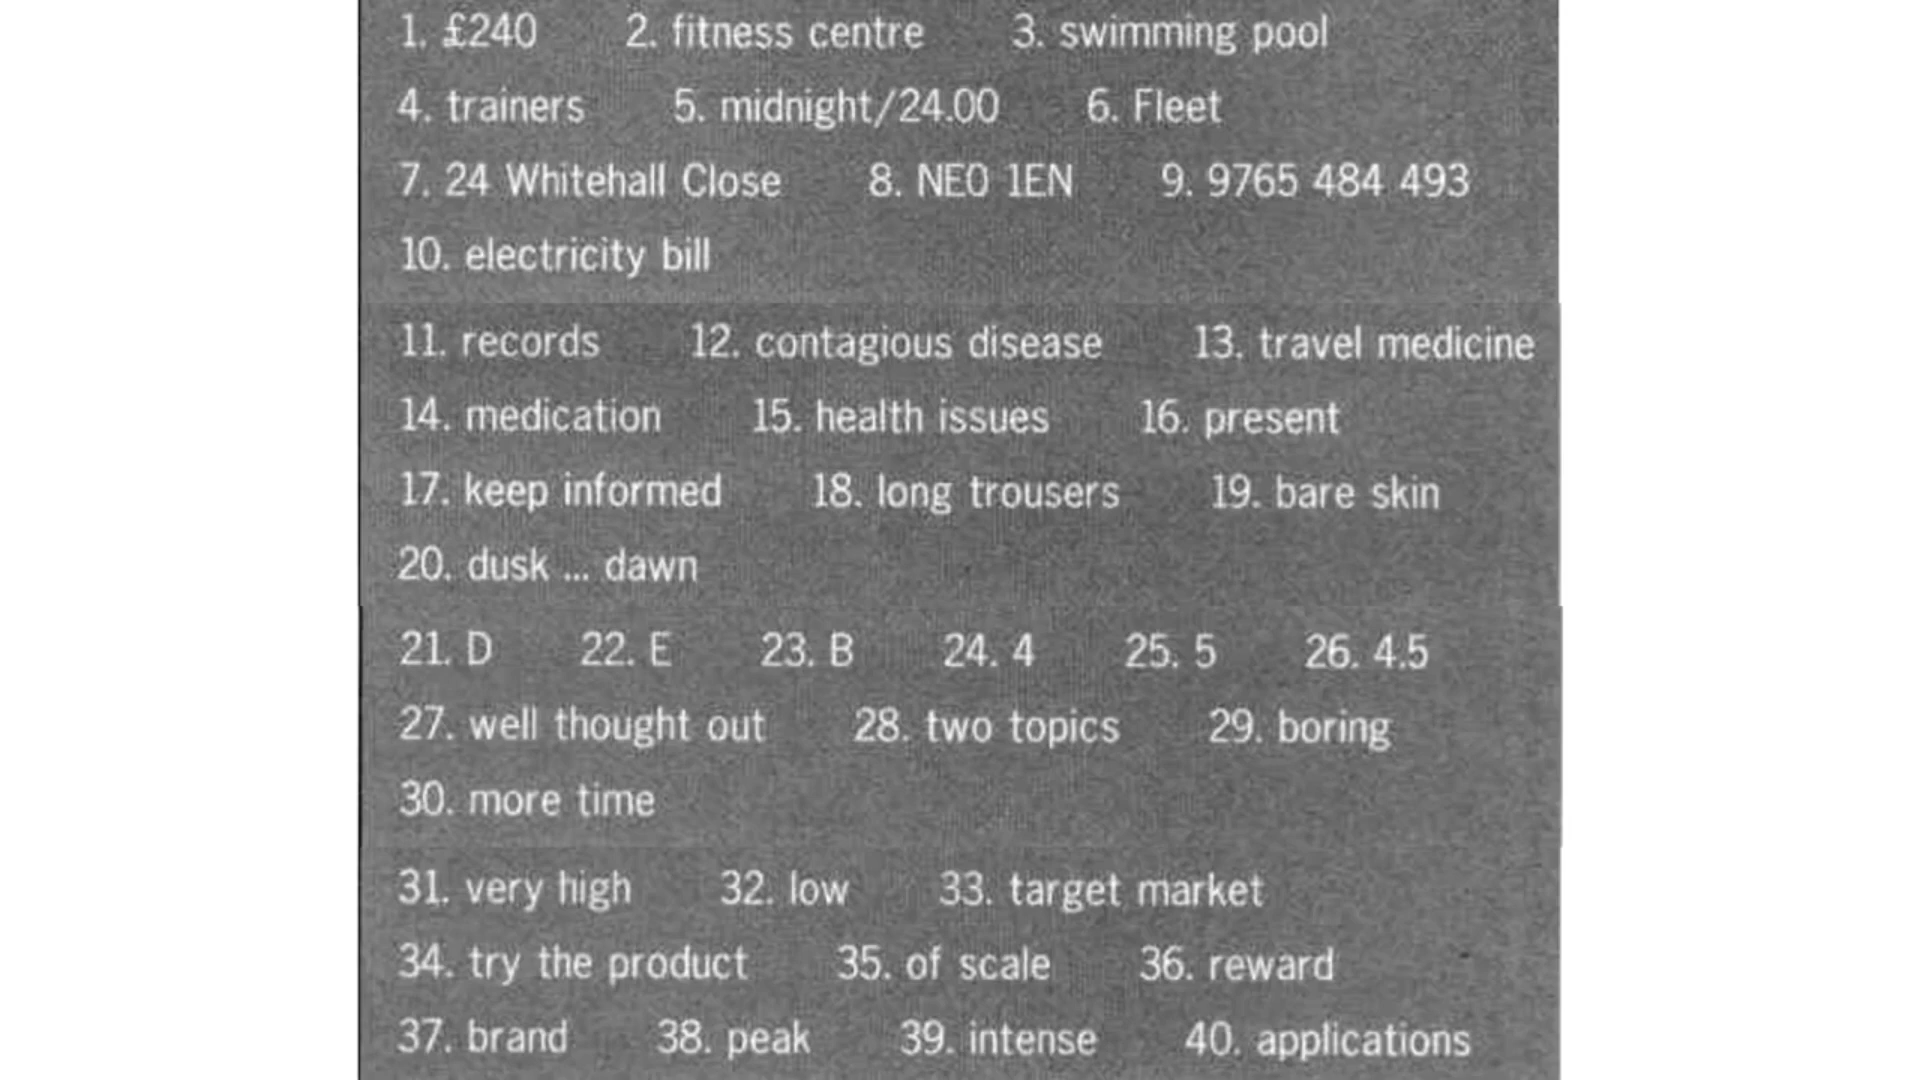 1. £240 2. fitness centre 3. swimming pool
4. trainers 5. midnight/24.00 6. Fleet
7. 24 Whitehall Close 8. NE0 1EN 9. 9765 484 493
10. electricity bill
11. records 12. contagious disease 13. travel medicine
14. medication 15. health issues 16. present
17. keep informed 18. long trousers 19. bare skin
20. dusk ... dawn
21. D 22. E 23. B 24. 4 25. 5 26. 4.5
27. well thought out 28. two topics 29. boring
30. more time
31. very high 32. low 33. target market
34. try the product 35. of scale 36. reward
37. brand 38. peak 39. intense 40. applications